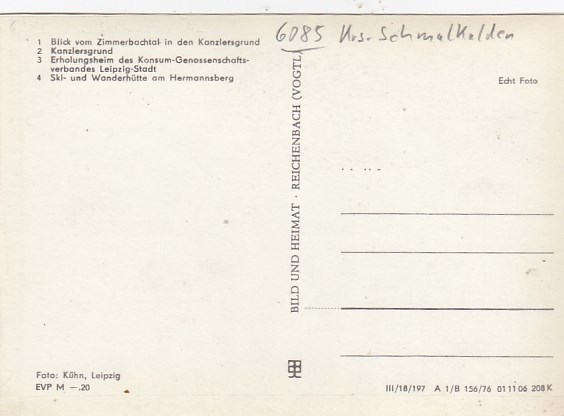 6085 Krs. Schmalkalden
1 Blick vom Zimmerbachtal in den Kanzlersgrund
2 Kanzlersgrund
3 Erholungsheim des Konsum-Genossenschafts-
verbandes Leipzig-Stadt
4 Ski- und Wanderhütte am Hermannsberg
Echt Foto
BILD UND HEIMAT · REICHENBACH (VOGTL
Foto: Kühn, Leipzig
EVP M —.20
III/18/197 A 1/B 156/76 01 11 06 208 K